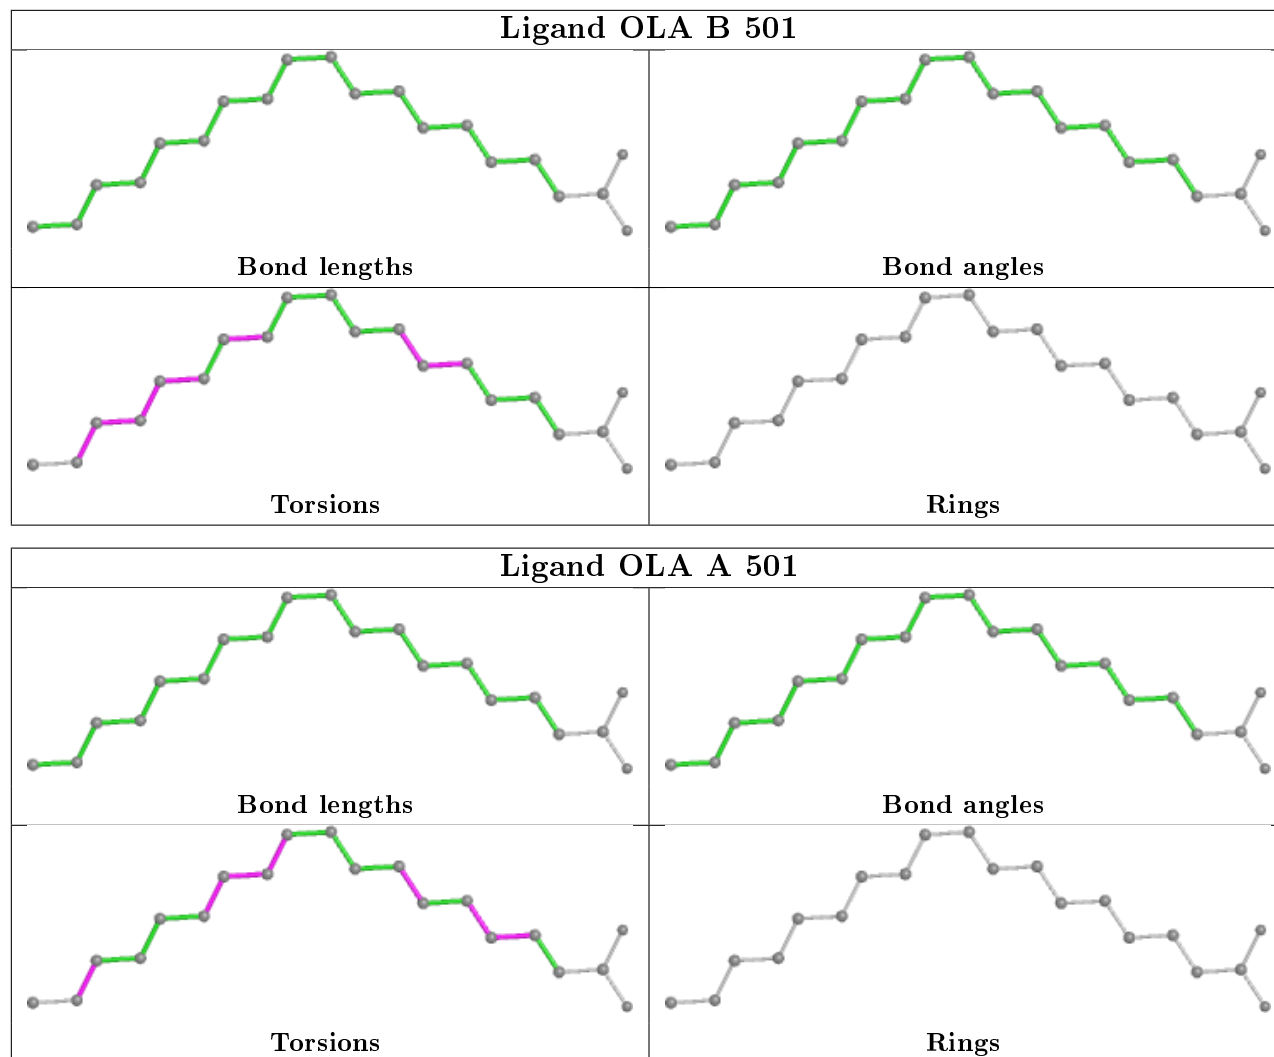 Ligand OLA B 501
Bond lengths
Bond angles
Torsions
Rings
Ligand OLA A 501
Bond lengths
Bond angles
Torsions
Rings